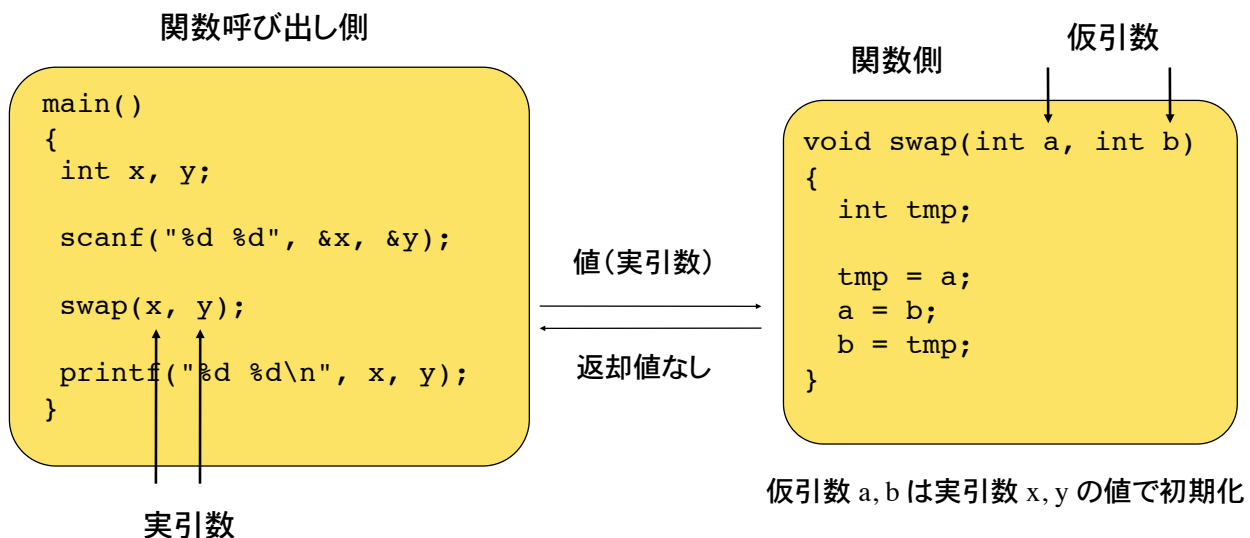 関数呼び出し側
main()
{
int x, y;
scanf("%d %d", &x, &y);
swap(x, y);
printf("%d %d\n", x, y);
}
実引数
値(実引数)
返却値なし
関数側
仮引数
void swap(int a, int b)
{
int tmp;
tmp = a;
a = b;
b = tmp;
}
仮引数 a, b は実引数 x, y の値で初期化